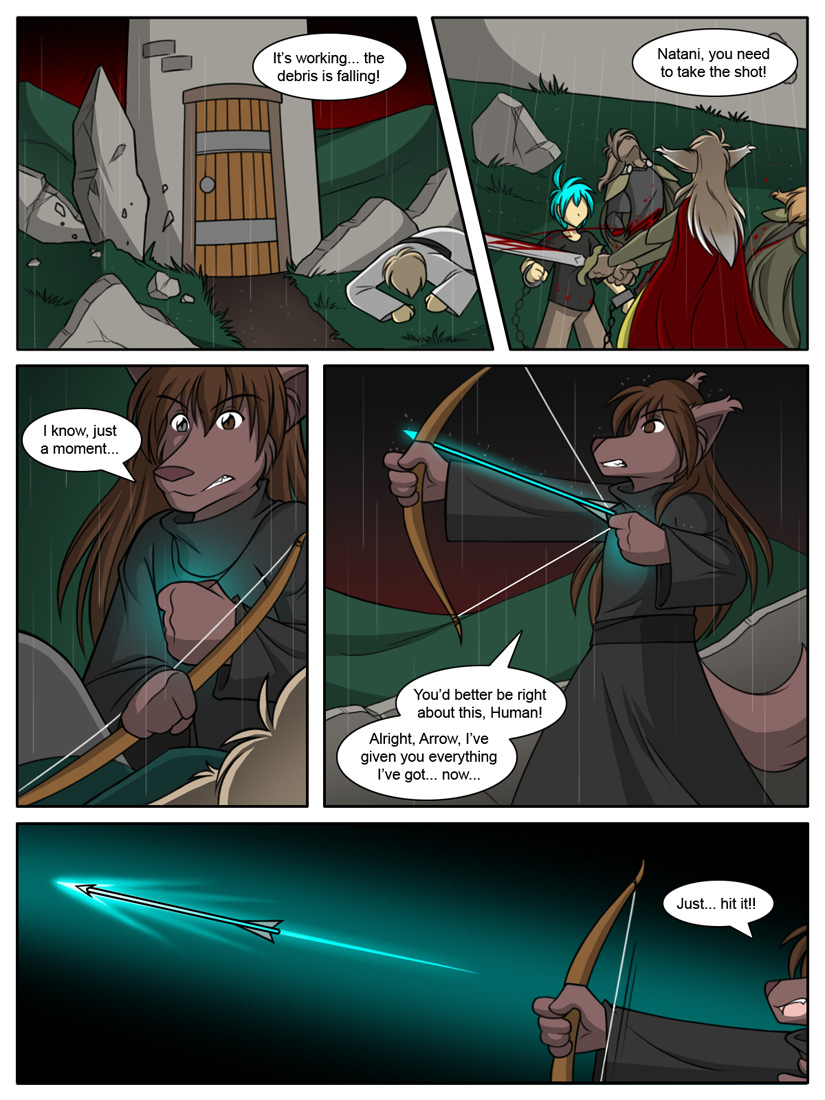 It's working... the
debris is falling!
Natani, you need
to take the shot!
I know, just
a moment...
You'd better be right
about this, Human!
Alright, Arrow, I've
given you everything
I've got... now...
Just... hit it!!